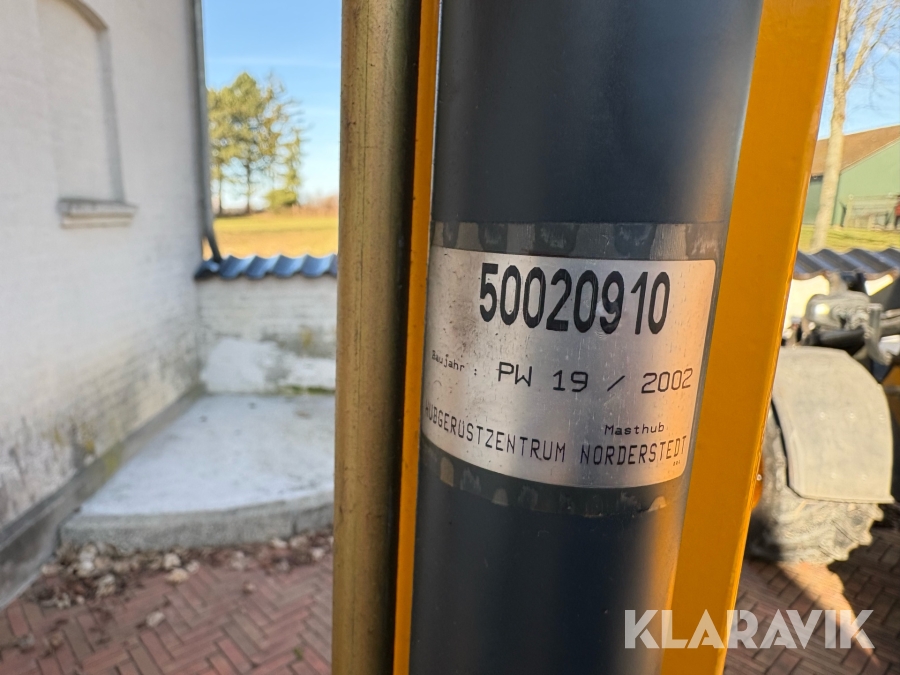 50020910
Baujahr : PW 19 / 2002
Masthub
HUBGERÜSTZENTRUM NORDERSTEDT
KLARAVIK